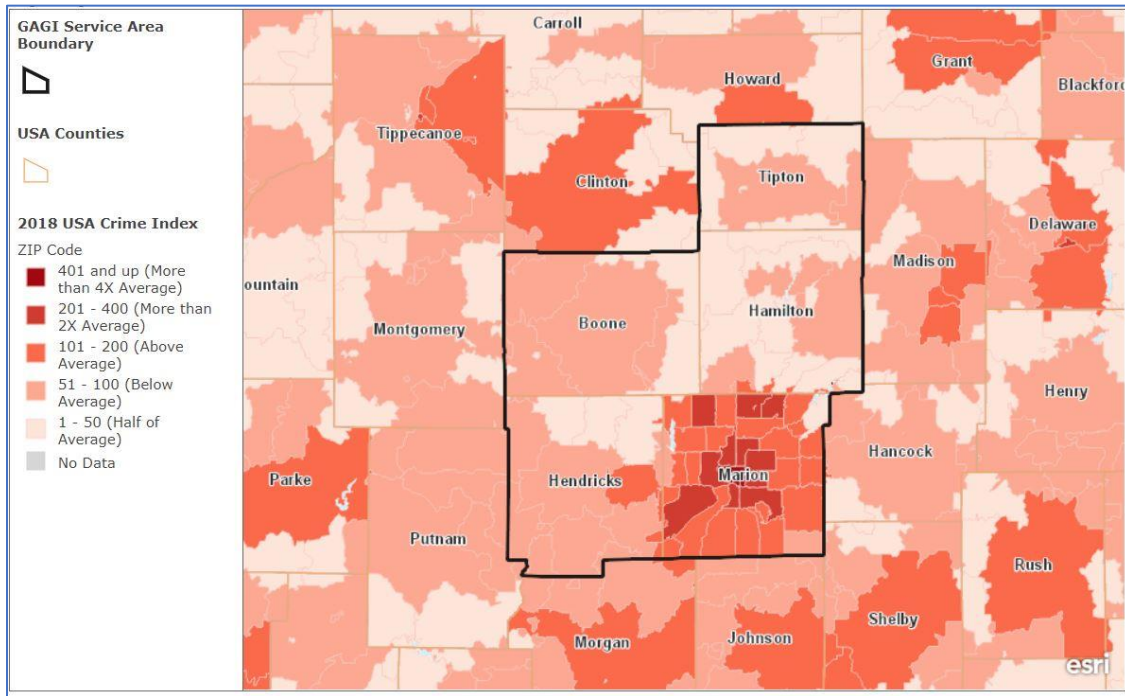 GAGI Service Area
Boundary
USA Counties
2018 USA Crime Index
ZIP Code
401 and up (More
than 4X Average)
201 - 400 (More than
2X Average)
101 - 200 (Above
Average)
51 - 100 (Below
Average)
1 - 50 (Half of
Average)
No Data
Carroll
Howard
Grant
Blackford
Tippecanoe
Clinton
Tipton
Delaware
Madison
ountain
Montgomery
Boone
Hamilton
Henry
Hancock
Parke
Hendricks
Marion
Putnam
Rush
Shelby
Morgan
Johnson
esri